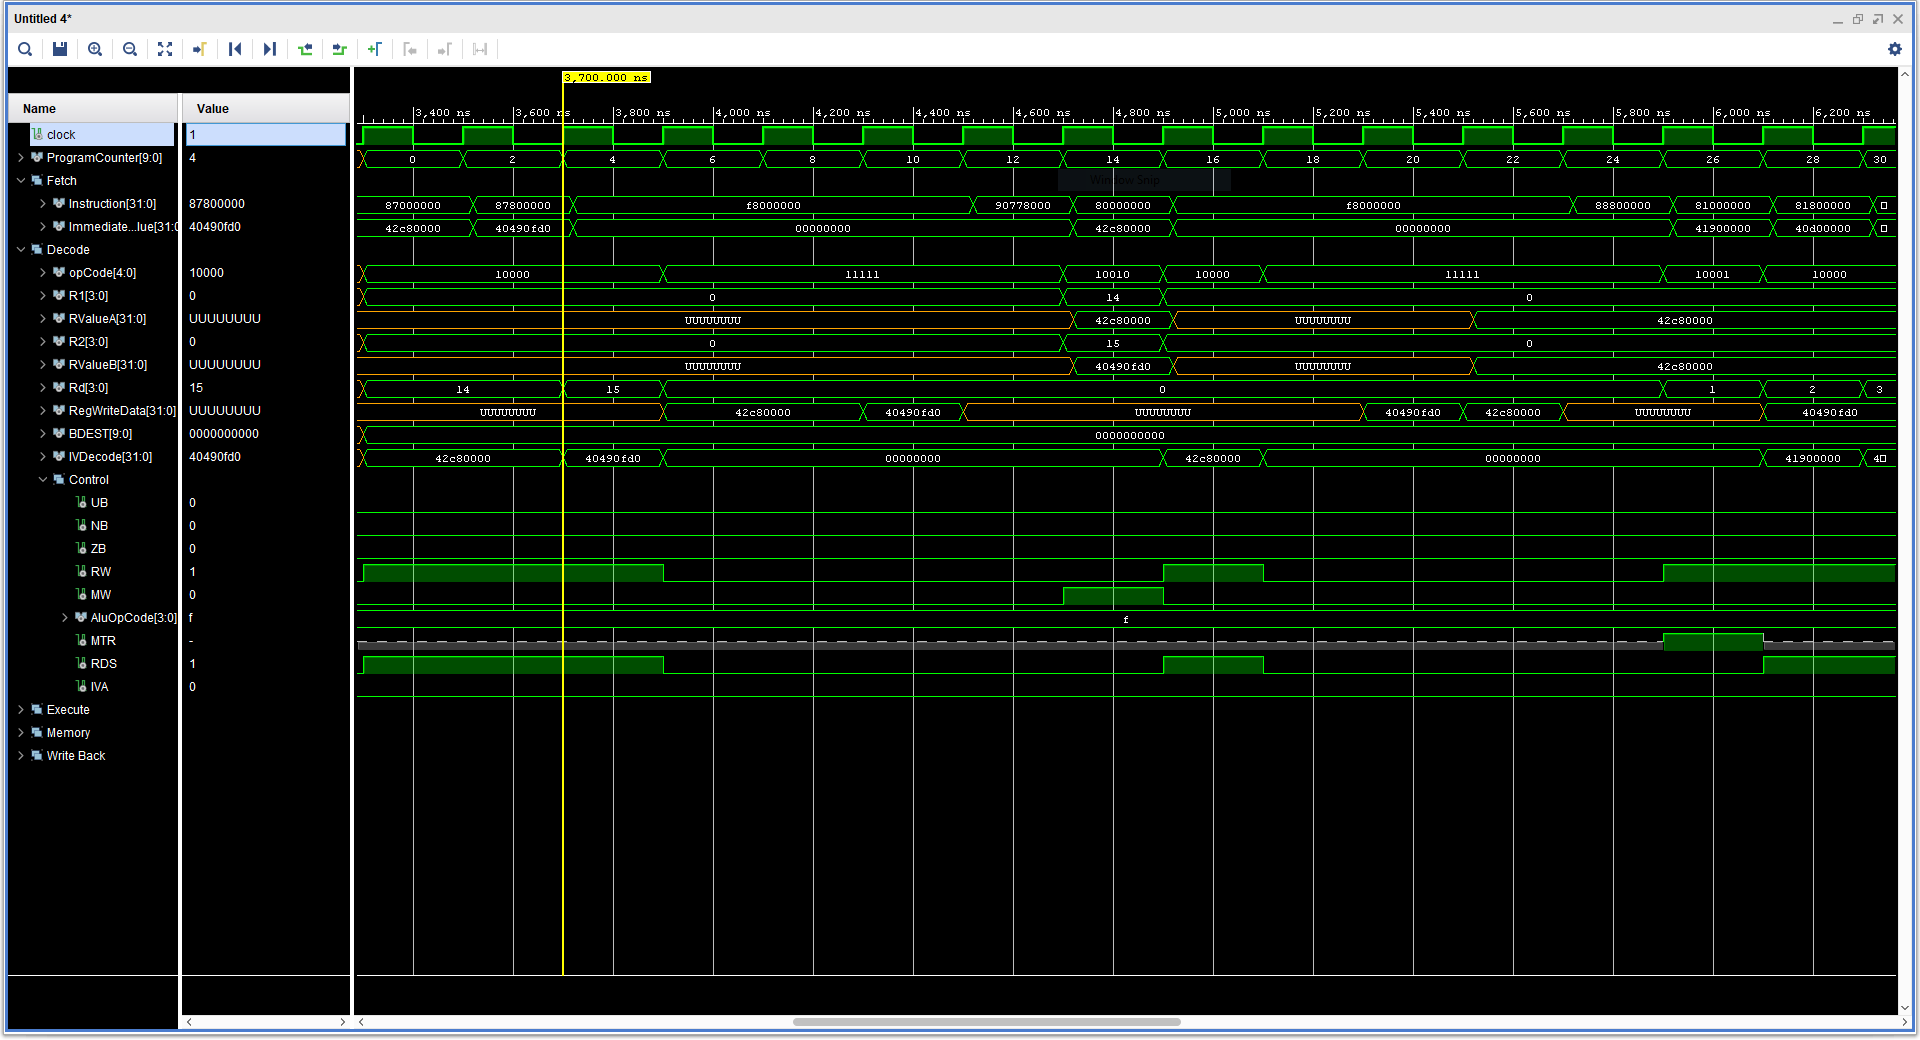 Untitled 4*
3,700.000 ns
Name Value
3,400 ns 3,600 ns 3,800 ns 4,000 ns 4,200 ns 4,400 ns 4,600 ns 4,800 ns 5,000 ns 5,200 ns 5,400 ns 5,600 ns 5,800 ns 6,000 ns 6,200 ns
clock 1
ProgramCounter[9:0] 4 0 2 4 6 8 10 12 14 16 18 20 22 24 26 28 30
Fetch Window Snip
Instruction[31:0] 87800000 87000000 87800000 f8000000 90778000 80000000 f8000000 88800000 81000000 81800000
Immediate...lue[31:0 40490fd0 42c80000 40490fd0 00000000 42c80000 00000000 41900000 40d00000
Decode
opCode[4:0] 10000 10000 11111 10010 10000 11111 10001 10000
R1[3:0] 0 0 14 0
RValueA[31:0] UUUUUUUU UUUUUUUU 42c80000 UUUUUUUU 42c80000
R2[3:0] 0 0 15 0
RValueB[31:0] UUUUUUUU UUUUUUUU 40490fd0 UUUUUUUU 42c80000
Rd[3:0] 15 14 15 0 1 2 3
RegWriteData[31:0] UUUUUUUU UUUUUUUU 42c80000 40490fd0 UUUUUUUU 40490fd0 42c80000 UUUUUUUU 40490fd0
BDEST[9:0] 0000000000 0000000000
IVDecode[31:0] 40490fd0 42c80000 40490fd0 00000000 42c80000 00000000 41900000 4
Control
UB 0
NB 0
ZB 0
RW 1
MW 0
AluOpCode[3:0] f f
MTR -
RDS 1
IVA 0
Execute
Memory
Write Back